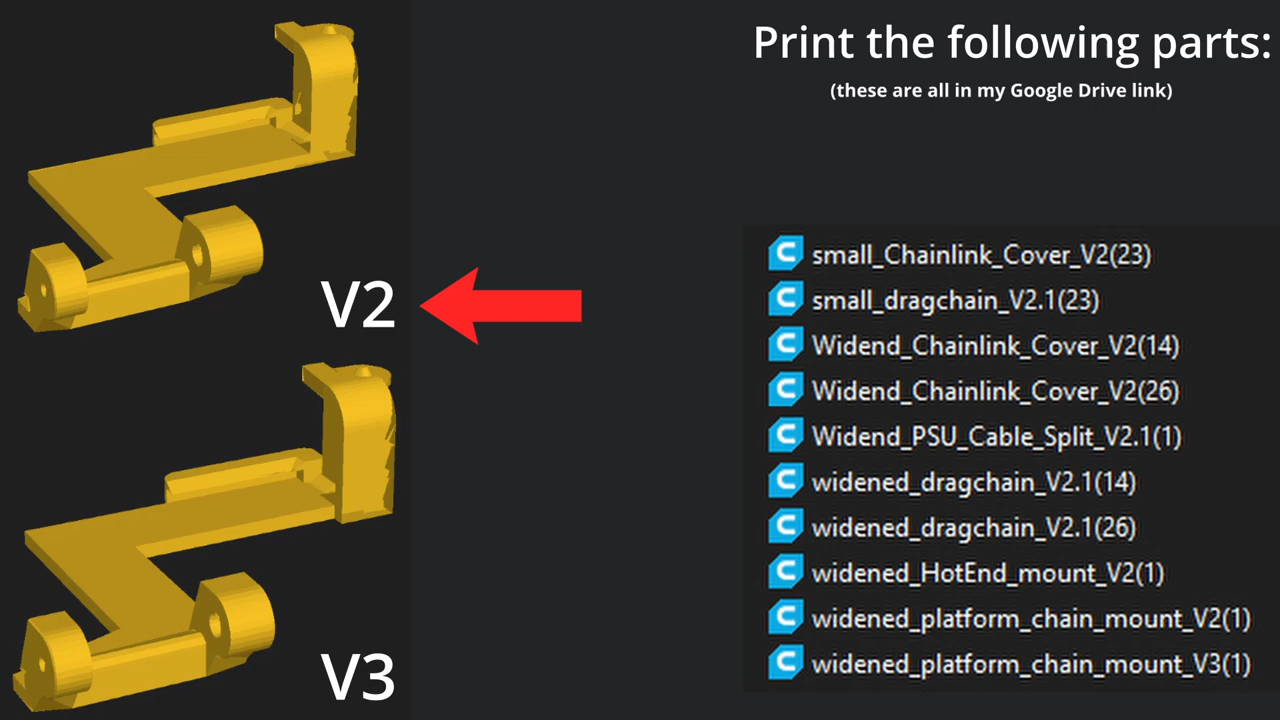 Print the following parts:
(these are all in my Google Drive link)
V2
V3
small_Chainlink_Cover_V2(23)
small_dragchain_V2.1(23)
Widend_Chainlink_Cover_V2(14)
Widend_Chainlink_Cover_V2(26)
Widend_PSU_Cable_Split_V2.1(1)
widened_dragchain_V2.1(14)
widened_dragchain_V2.1(26)
widened_HotEnd_mount_V2(1)
widened_platform_chain_mount_V2(1)
widened_platform_chain_mount_V3(1)